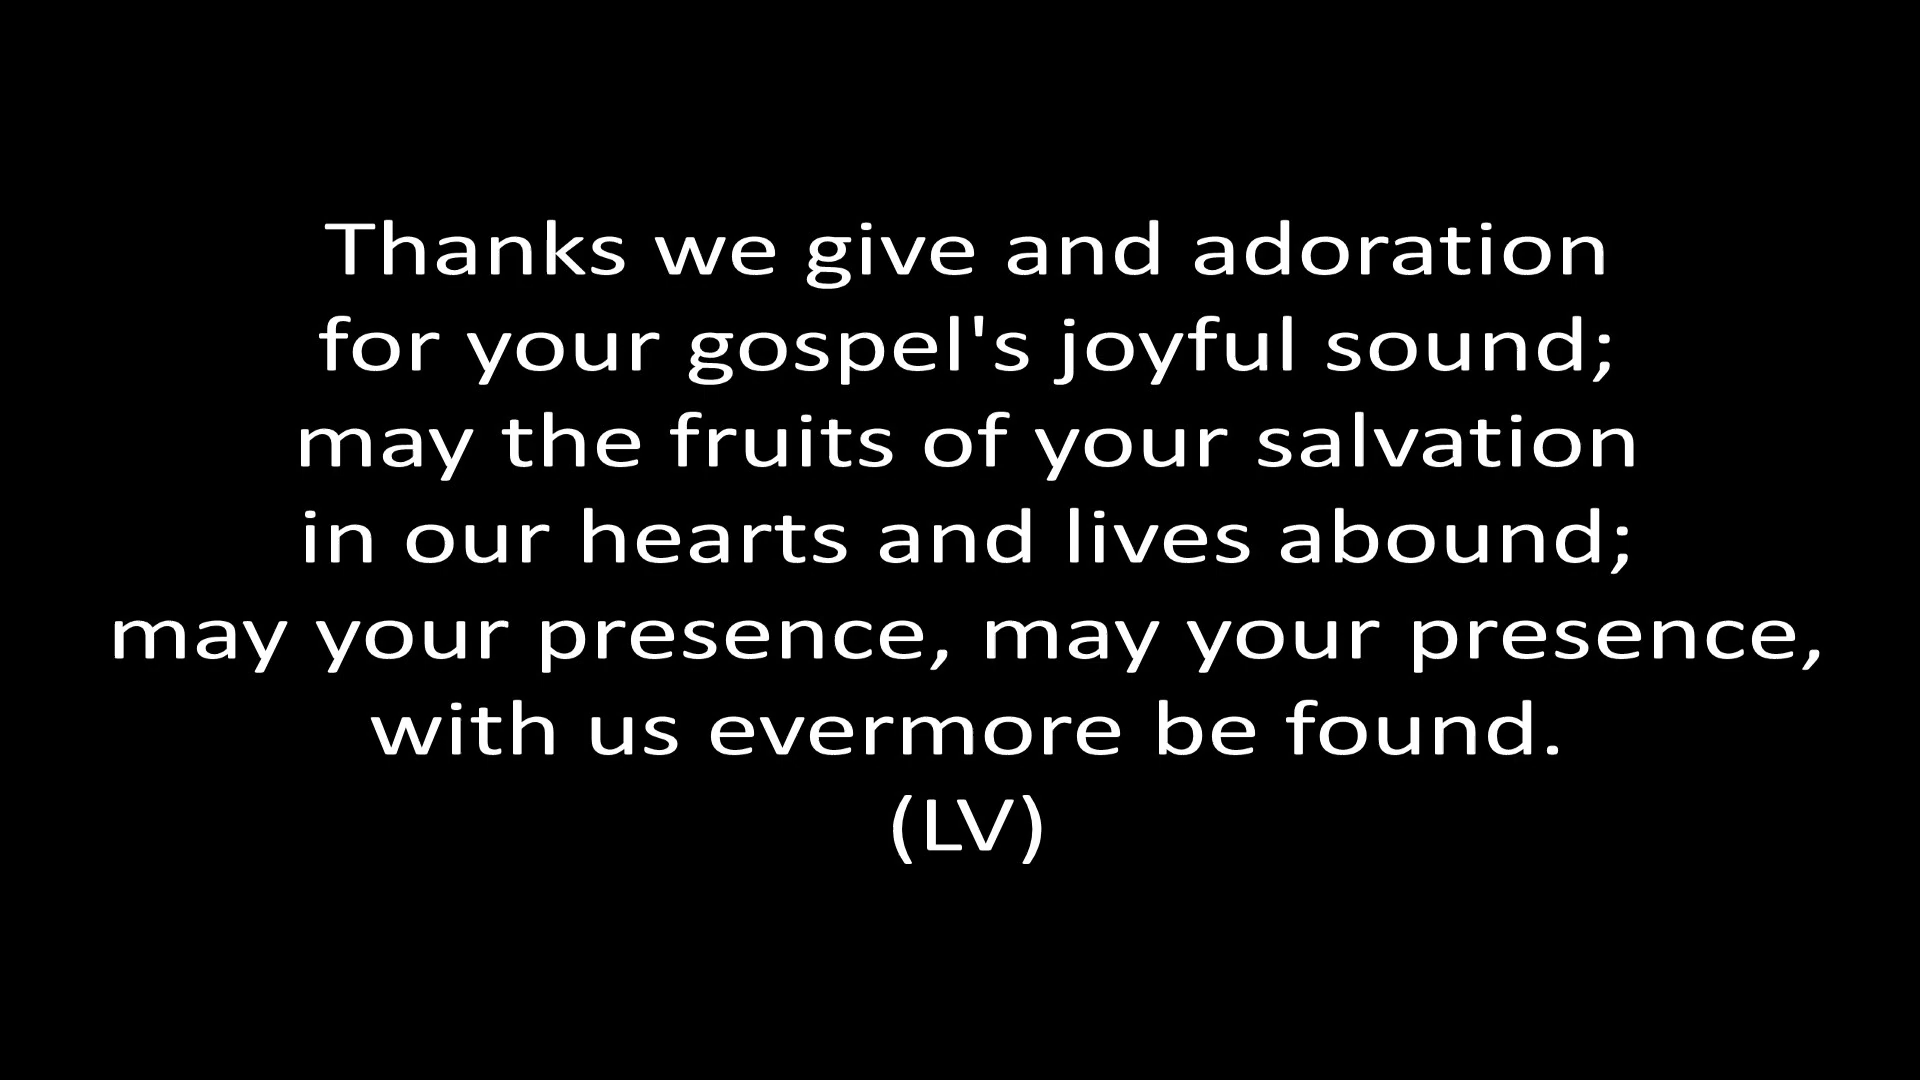 Thanks we give and adoration
for your gospel's joyful sound;
may the fruits of your salvation
in our hearts and lives abound;
may your presence, may your presence,
with us evermore be found.
(LV)